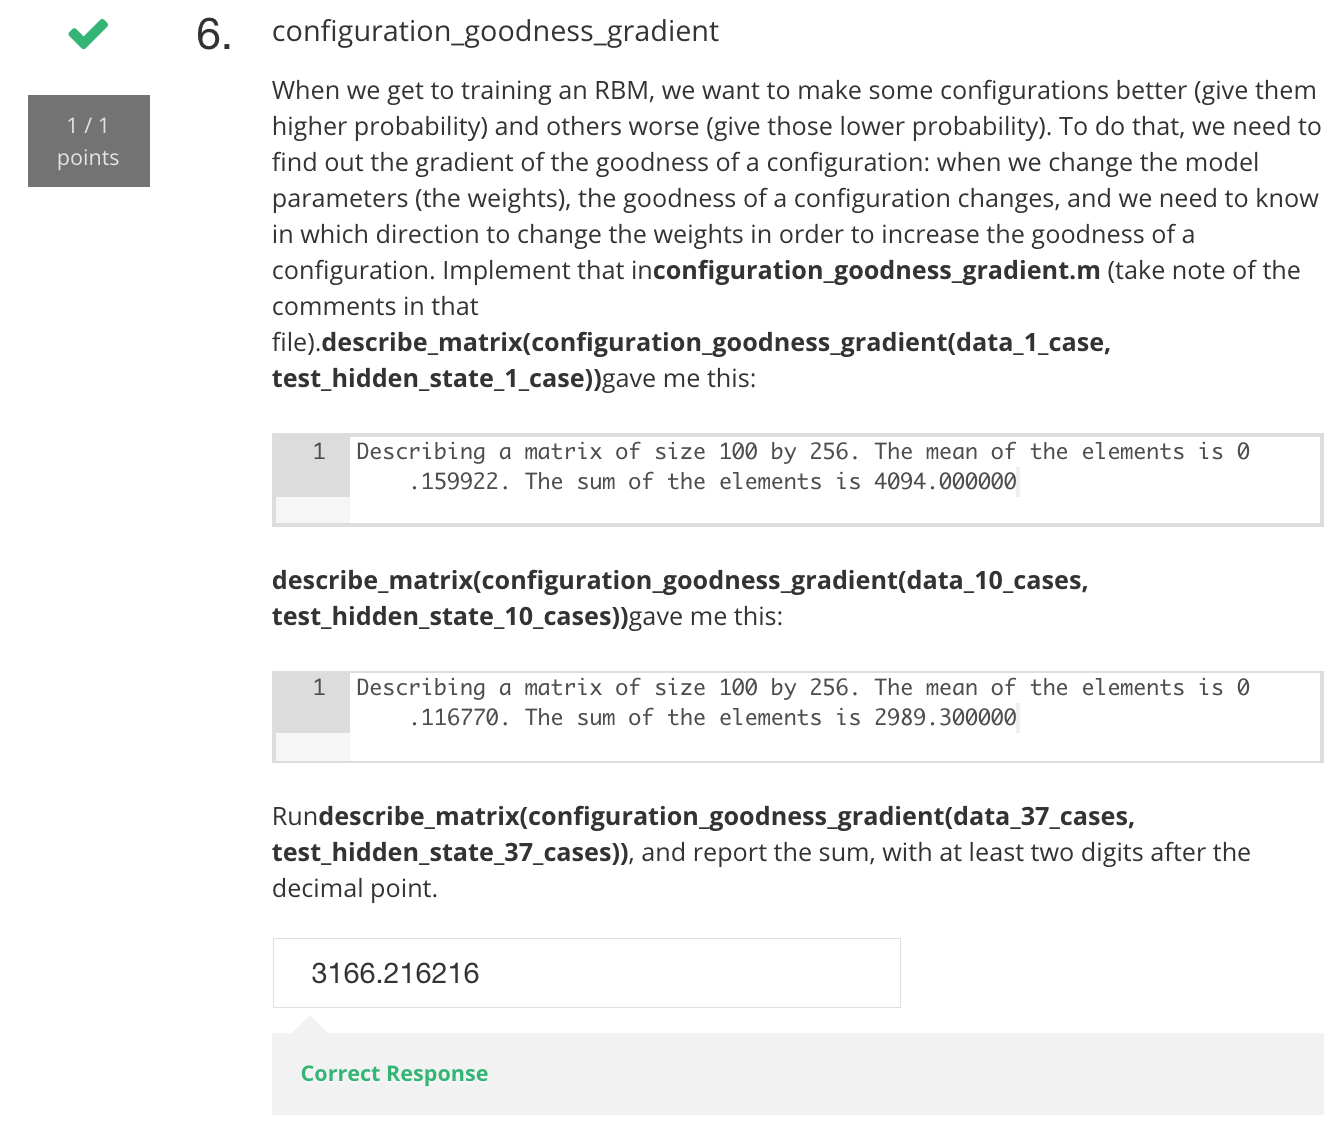 6. configuration_goodness_gradient
1 / 1
points
When we get to training an RBM, we want to make some configurations better (give them
higher probability) and others worse (give those lower probability). To do that, we need to
find out the gradient of the goodness of a configuration: when we change the model
parameters (the weights), the goodness of a configuration changes, and we need to know
in which direction to change the weights in order to increase the goodness of a
configuration. Implement that inconfiguration_goodness_gradient.m (take note of the
comments in that
file).describe_matrix(configuration_goodness_gradient(data_1_case,
test_hidden_state_1_case))gave me this:
1 Describing a matrix of size 100 by 256. The mean of the elements is 0
.159922. The sum of the elements is 4094.000000
describe_matrix(configuration_goodness_gradient(data_10_cases,
test_hidden_state_10_cases))gave me this:
1 Describing a matrix of size 100 by 256. The mean of the elements is 0
.116770. The sum of the elements is 2989.300000
Rundescribe_matrix(configuration_goodness_gradient(data_37_cases,
test_hidden_state_37_cases)), and report the sum, with at least two digits after the
decimal point.
3166.216216
Correct Response